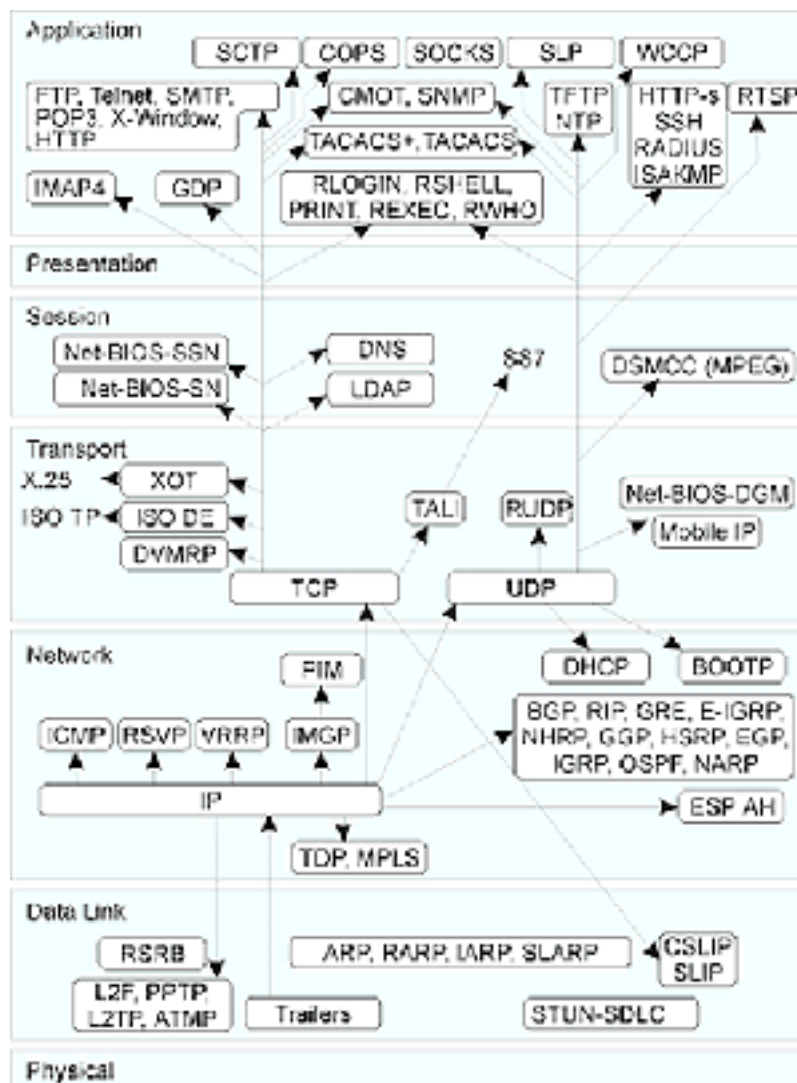 Application
SCTP COPS SOCKS SLP WCCP
FTP, Telnet, SMTP,
POP3, X-Window,
HTTP
CMOT, SNMP
TFTP
NTP
HTTP-s
SSH
RADIUS
ISAKMP
RTSP
TACACS+, TACACS
IMAP4
GDP
RLOGIN, RSHELL,
PRINT, REXEC, RWHO
Presentation
Session
Net-BIOS-SSN
DNS
SS7
DSMCC (MPEG)
Net-BIOS-SN
LDAP
Transport
X.25
XOT
ISO TP
ISO DE
DVMRP
TALI
RUDP
Net-BIOS-DGM
Mobile IP
TCP
UDP
Network
PIM
DHCP
BOOTP
ICMP RSVP VRRP IMGP
BGP, RIP, GRE, E-IGRP,
NHRP, GGP, HSRP, EGP,
IGRP, OSPF, NARP
IP
ESP AH
TDP, MPLS
Data Link
RSRB
ARP, RARP, IARP, SLARP
CSLIP
SLIP
L2F, PPTP,
L2TP, ATMP
Trailers
STUN-SDLC
Physical